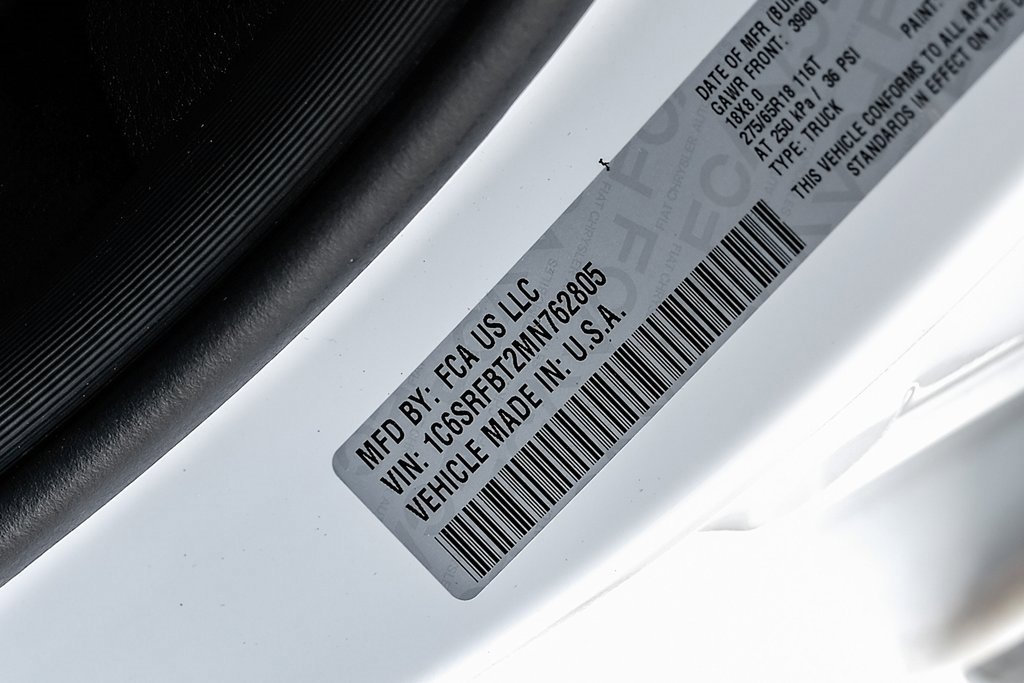 MFD BY: FCA US LLC
VIN: 1C6SRFBT2MN762805
VEHICLE MADE IN: U.S.A.
DATE OF MFR (BUI
GAWR FRONT: 3900
18X8.0
275/65R18 116T
AT 250 kPa / 36 PSI
TYPE: TRUCK
PAINT:
THIS VEHICLE CONFORMS TO ALL APP
STANDARDS IN EFFECT ON THE